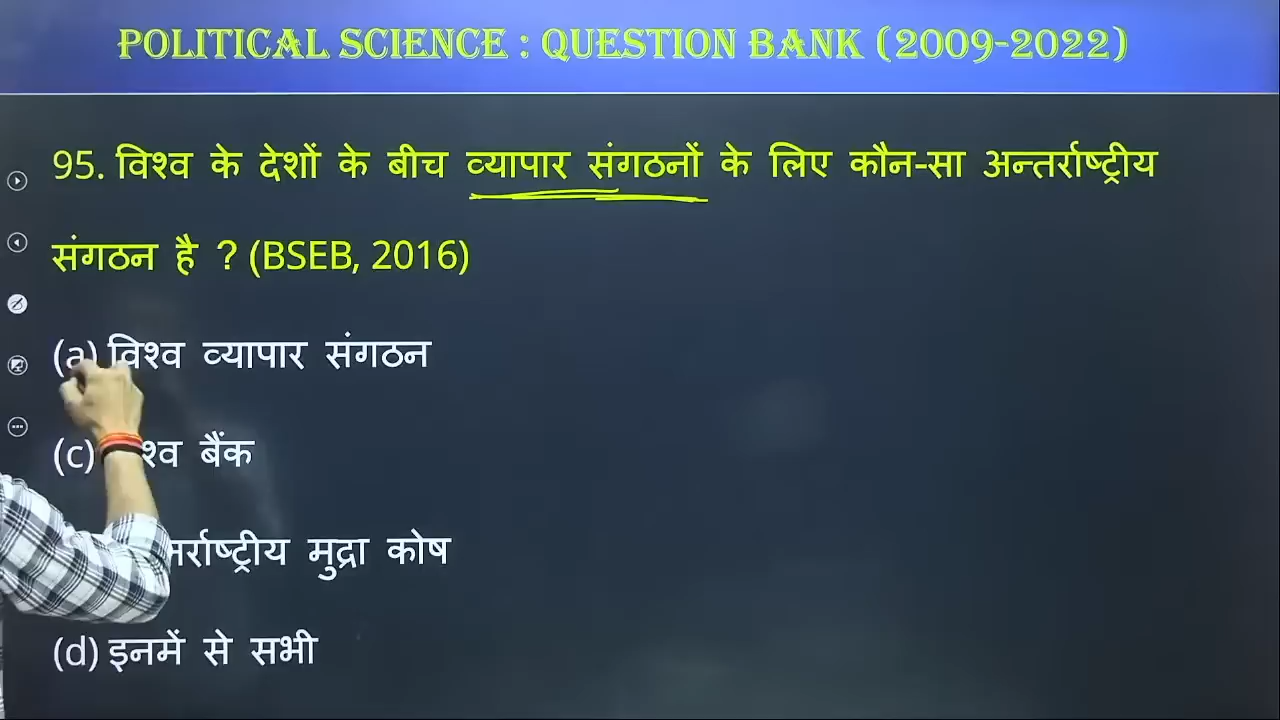 POLITICAL SCIENCE : QUESTION BANK (2009-2022)
95. विश्व के देशों के बीच व्यापार संगठनों के लिए कौन-सा अन्तर्राष्ट्रीय
संगठन है ? (BSEB, 2016)
(a) विश्व व्यापार संगठन
(c) बैंक
मुद्रा कोष
(d) इनमें से सभी